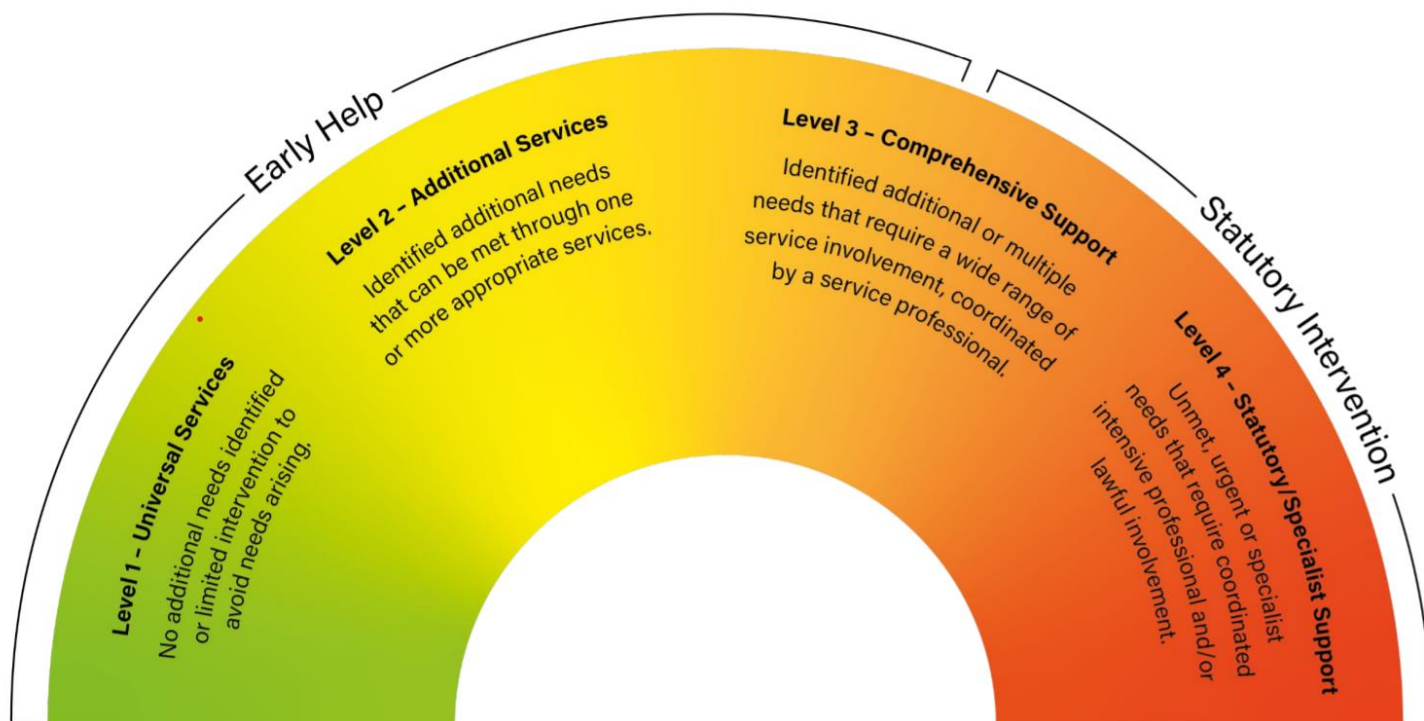 Early Help
Level 1 – Universal Services
No additional needs identified
or limited intervention to
avoid needs arising.
Level 2 – Additional Services
Identified additional needs
that can be met through one
or more appropriate services.
Level 3 – Comprehensive Support
Identified additional or multiple
needs that require a wide range of
service involvement, coordinated
by a service professional.
Statutory Intervention
Level 4 – Statutory/Specialist Support
Unmet, urgent or specialist
needs that require coordinated
intensive professional and/or
lawful involvement.